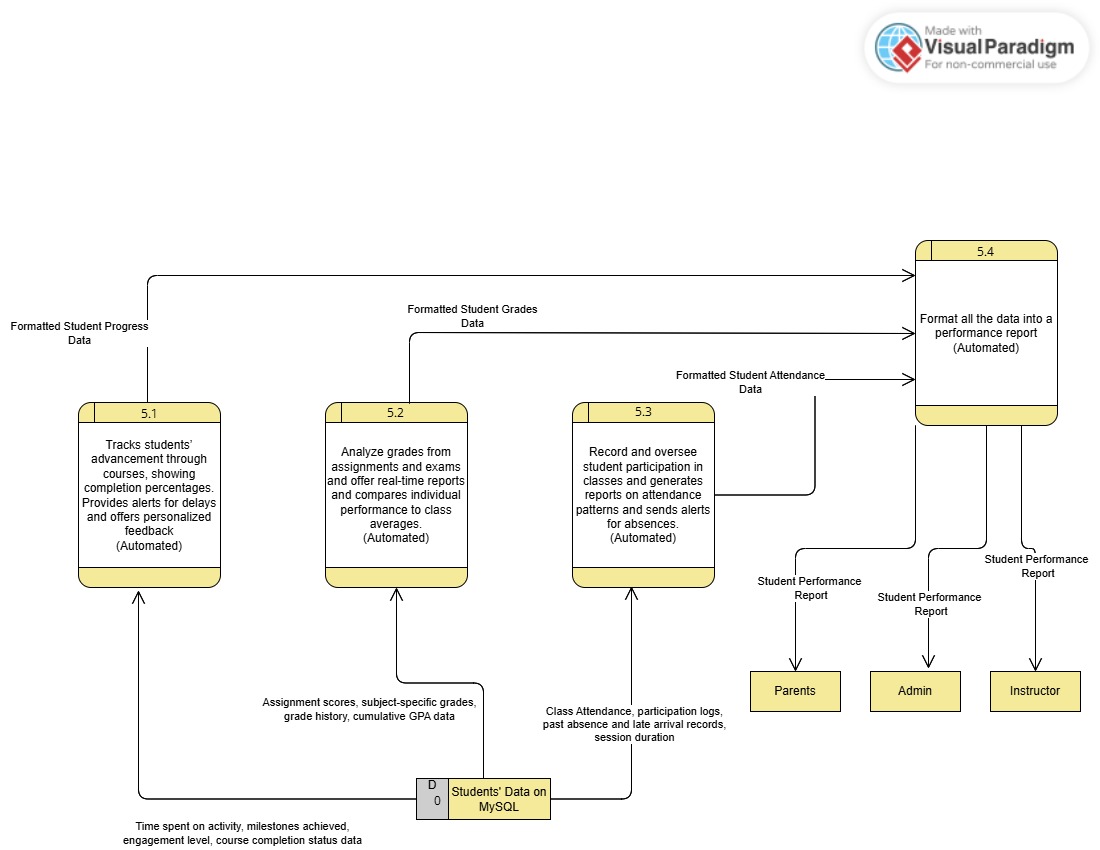 Made with
Visual Paradigm
For non-commercial use
5.4
Format all the data into a
performance report
(Automated)
Formatted Student Progress
Data
Formatted Student Grades
Data
Formatted Student Attendance
Data
5.1
Tracks students'
advancement through
courses, showing
completion percentages.
Provides alerts for delays
and offers personalized
feedback
(Automated)
5.2
Analyze grades from
assignments and exams
and offer real-time reports
and compares individual
performance to class
averages.
(Automated)
5.3
Record and oversee
student participation in
classes and generates
reports on attendance
patterns and sends alerts
for absences.
(Automated)
Student Performance
Report
Student Performance
Report
Student Performance
Report
Parents
Admin
Instructor
Assignment scores, subject-specific grades,
grade history, cumulative GPA data
Class Attendance, participation logs,
past absence and late arrival records,
session duration
D
0
Students' Data on
MySQL
Time spent on activity, milestones achieved,
engagement level, course completion status data